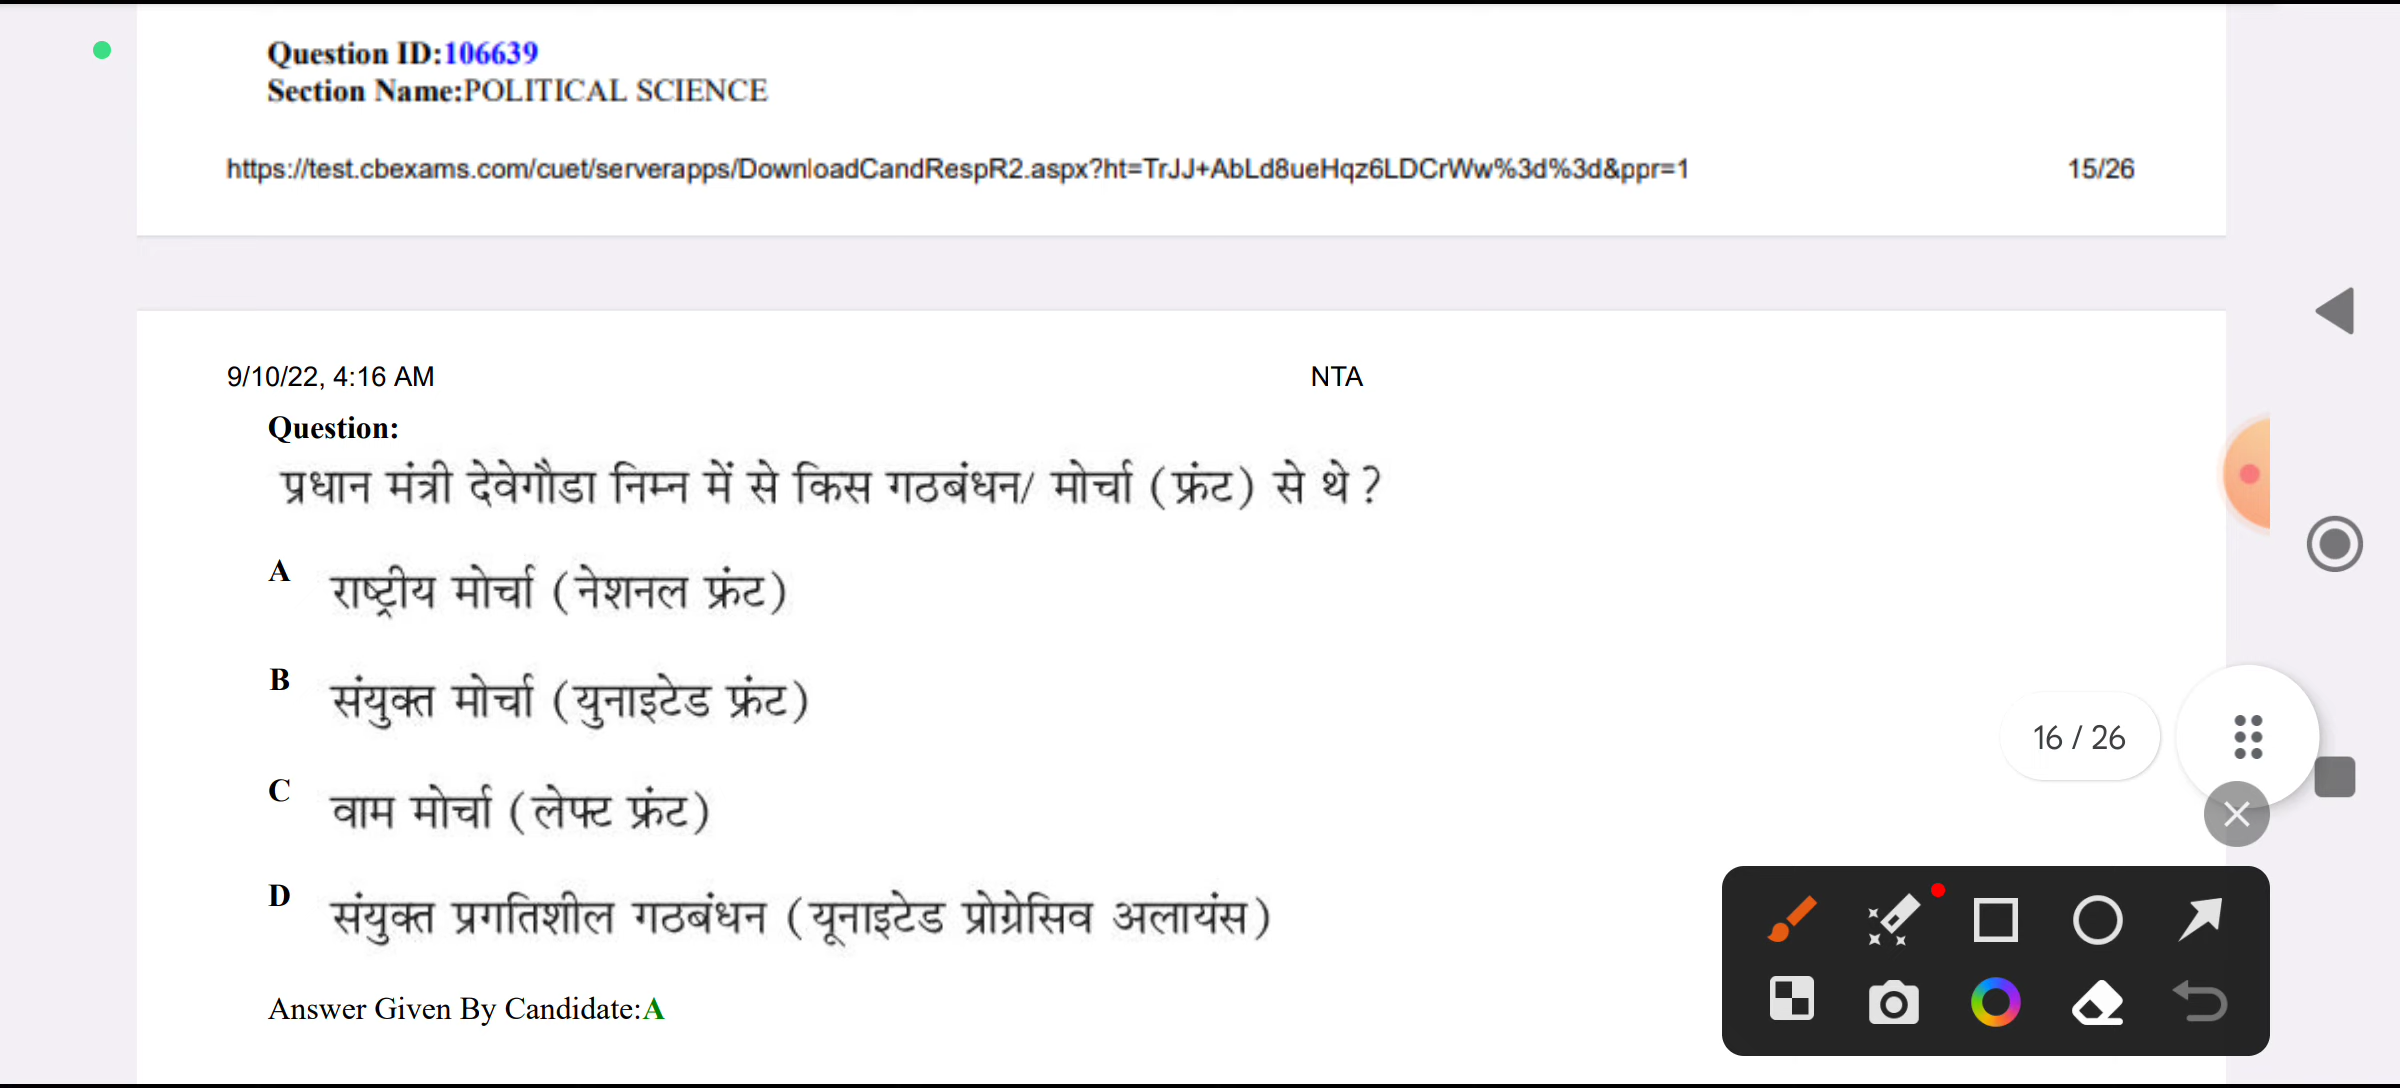 Question ID:106639
Section Name:POLITICAL SCIENCE
https://test.cbexams.com/cuet/serverapps/DownloadCandRespR2.aspx?ht=TrJJ+AbLd8ueHqz6LDCrWw%3d%3d&ppr=1 15/26
9/10/22, 4:16 AM NTA
Question:
प्रधान मंत्री देवेगौडा निम्न में से किस गठबंधन/ मोर्चा (फ्रंट) से थे ?
A राष्ट्रीय मोर्चा (नेशनल फ्रंट)
B संयुक्त मोर्चा (युनाइटेड फ्रंट)
16 / 26
C वाम मोर्चा (लेफ्ट फ्रंट)
D संयुक्त प्रगतिशील गठबंधन (यूनाइटेड प्रोग्रेसिव अलायंस)
Answer Given By Candidate:A